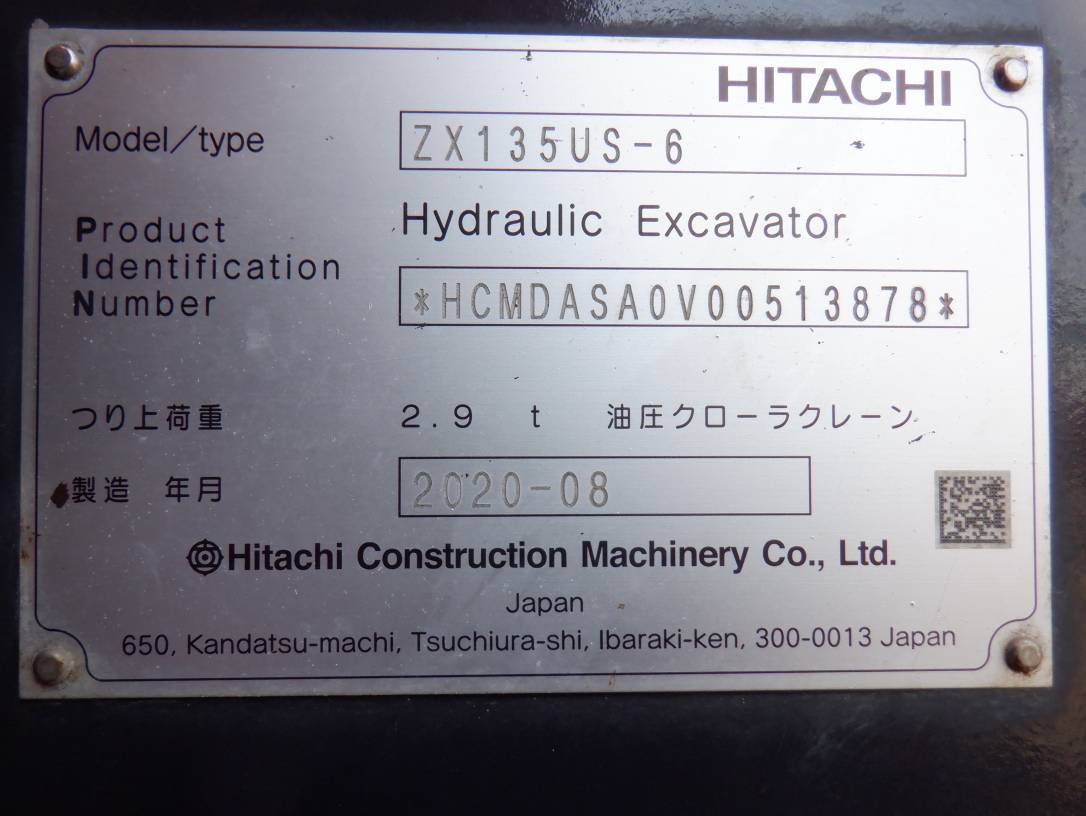 HITACHI
Model/type ZX135US-6
Hydraulic Excavator
Product
Identification
Number *HCMDASA0V00513878*
つり上荷重 2.9 t 油圧クローラクレーン
製造 年月 2020-08
Hitachi Construction Machinery Co., Ltd.
Japan
650, Kandatsu-machi, Tsuchiura-shi, Ibaraki-ken, 300-0013 Japan